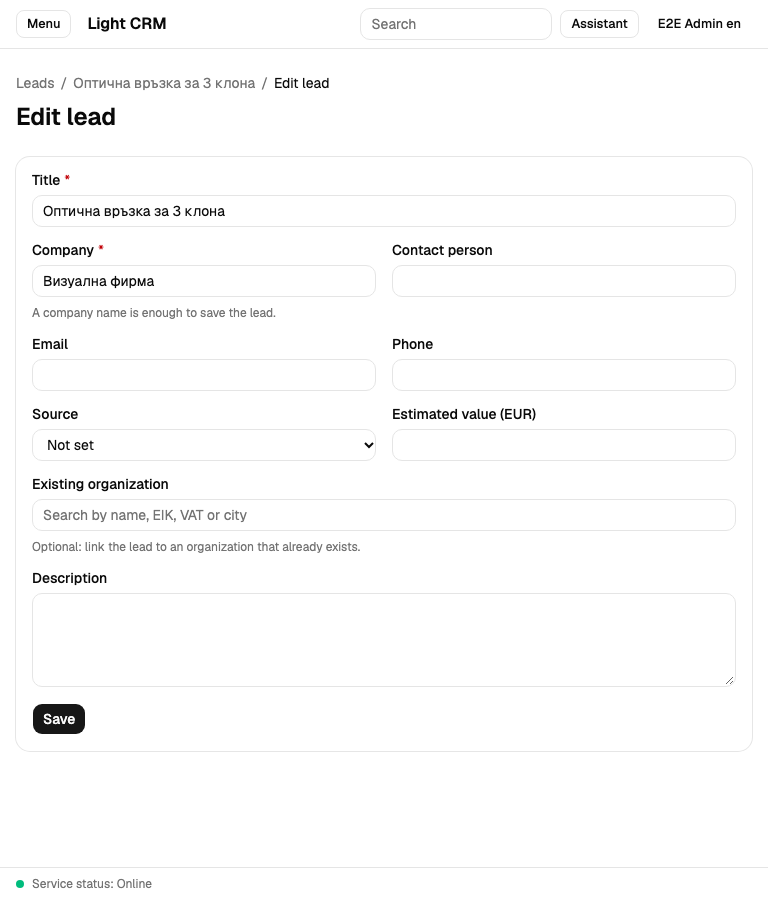 Menu Light CRM Search Assistant E2E Admin en
Leads / Оптична връзка за 3 клона / Edit lead
Edit lead
Title *
Оптична връзка за 3 клона
Company * Contact person
Визуална фирма
A company name is enough to save the lead.
Email Phone
Source Estimated value (EUR)
Not set
Existing organization
Search by name, EIK, VAT or city
Optional: link the lead to an organization that already exists.
Description
Save
Service status: Online